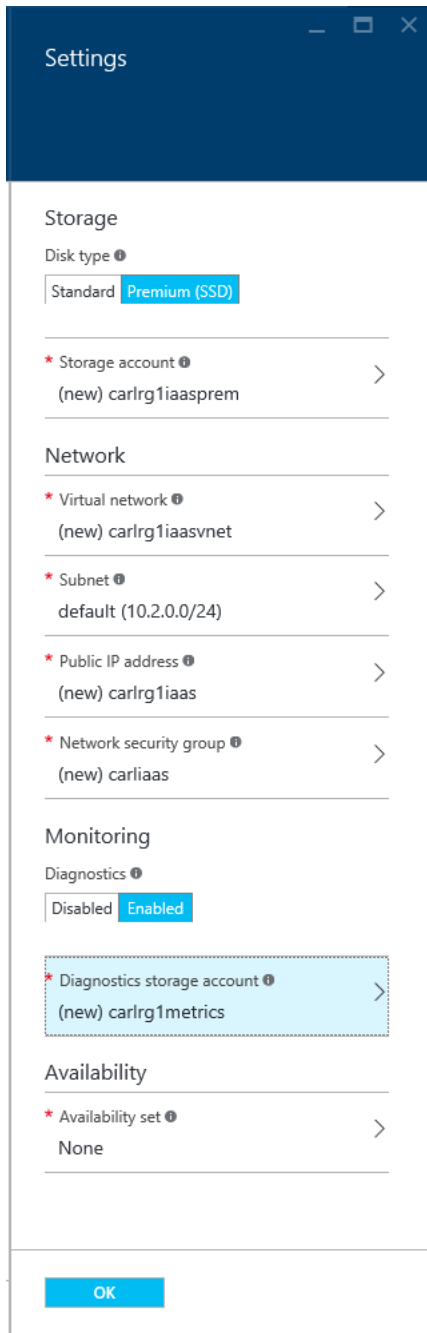 Settings
Storage
Disk type
Standard Premium (SSD)
* Storage account
(new) carlrg1iaasprem
Network
* Virtual network
(new) carlrg1iaasvnet
* Subnet
default (10.2.0.0/24)
* Public IP address
(new) carlrg1iaas
* Network security group
(new) carliaas
Monitoring
Diagnostics
Disabled Enabled
* Diagnostics storage account
(new) carlrg1metrics
Availability
* Availability set
None
OK